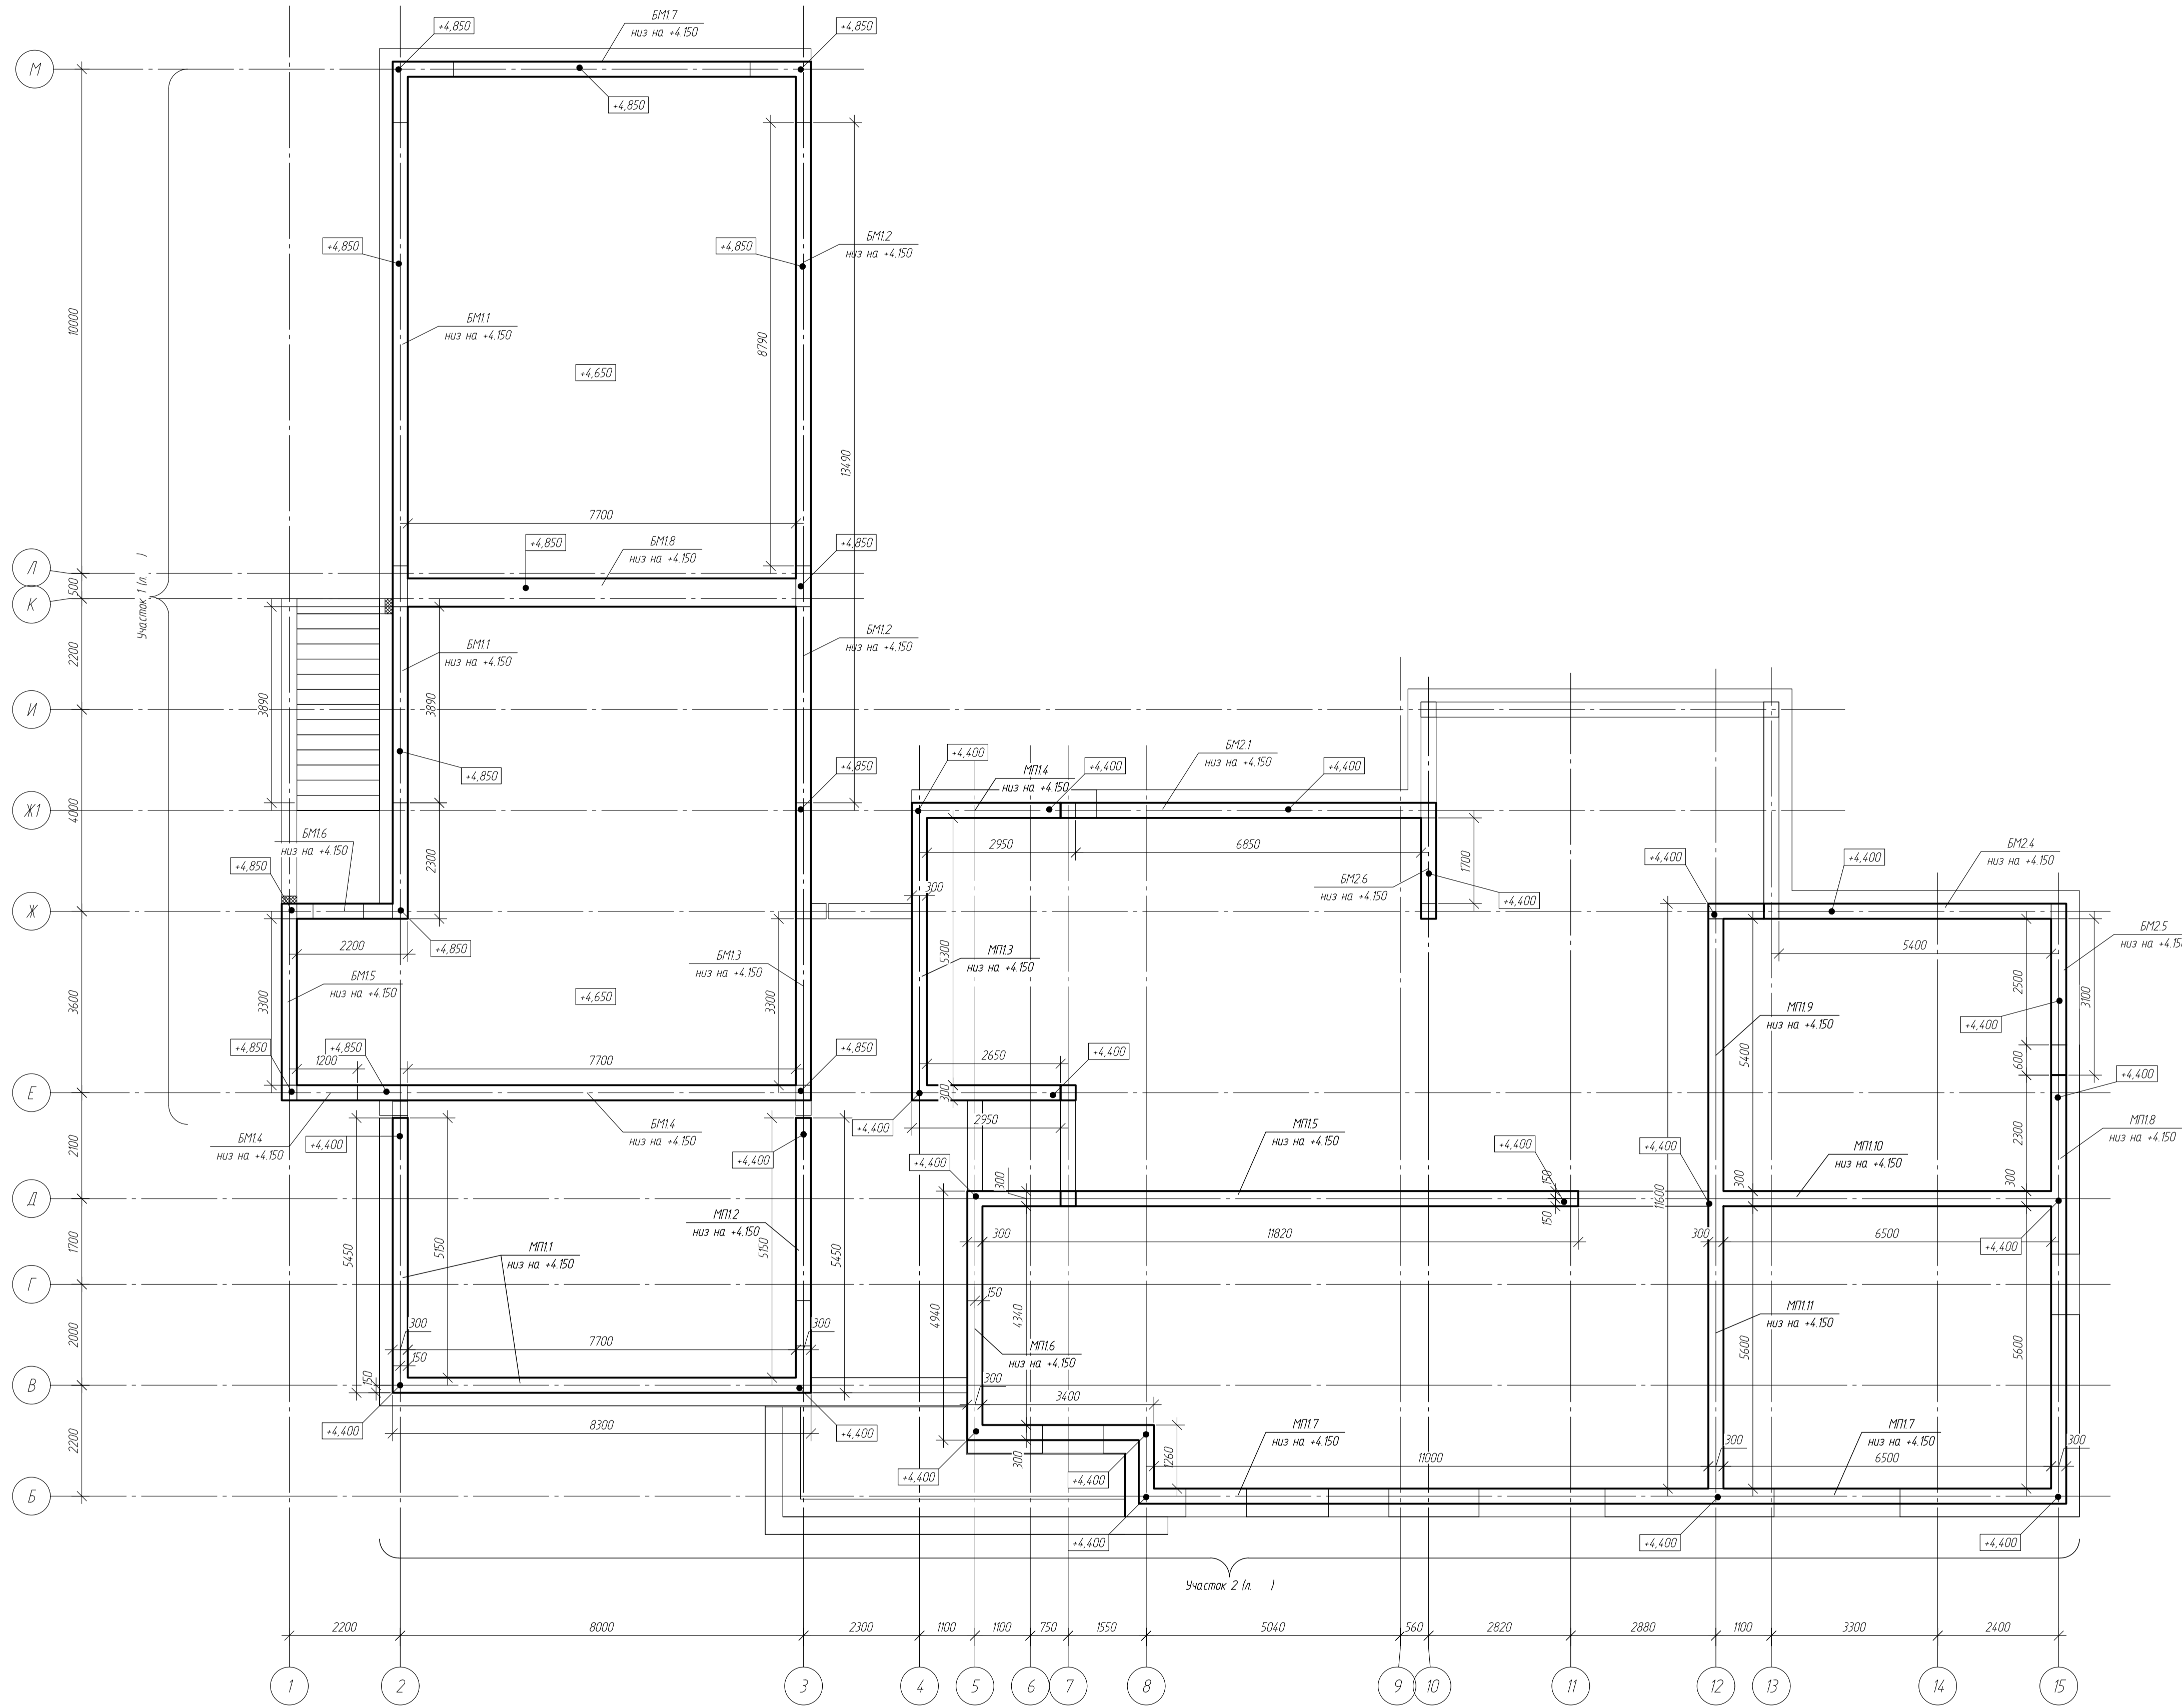 БМ1.7
низ на +4.150
+4,850
+4,850
М
+4,850
+4,850
+4,850
БМ1.2
низ на +4.150
БМ1.1
низ на +4.150
10000
8790
+4,650
13490
7700
+4,850
БМ1.8
низ на +4.150
+4,850
Л
500
К
Участок 1 (л. )
2200
БМ1.1
низ на +4.150
БМ1.2
низ на +4.150
3890
3890
И
+4,850
+4,850
+4,400
МП1.4
низ на +4.150
+4,400
БМ2.1
низ на +4.150
+4,400
Ж1
4000
БМ1.6
низ на +4.150
+4,850
2300
2950
6850
1700
БМ2.6
низ на +4.150
+4,400
+4,400
+4,400
БМ2.4
низ на +4.150
300
Ж
2200
+4,850
БМ1.3
низ на +4.150
БМ1.5
низ на +4.150
5300
МП1.3
низ на +4.150
5400
БМ2.5
низ на +4.15
3600
3300
+4,650
3300
2500
3100
МП1.9
низ на +4.150
+4,400
5400
600
+4,850
+4,850
1200
7700
+4,850
2650
+4,400
+4,400
Е
300
2950
+4,400
БМ1.4
низ на +4.150
+4,400
БМ1.4
низ на +4.150
+4,400
МП1.5
низ на +4.150
+4,400
+4,400
МП1.10
низ на +4.150
МП1.8
низ на +4.150
2100
2300
+4,400
300
150
11600
300
300
Д
150
МП1.2
низ на +4.150
1700
5450
5150
МП1.1
низ на +4.150
5150
5450
300
11820
300
6500
+4,400
Г
150
2000
300
7700
300
150
4940
4340
МП1.6
низ на +4.150
МП1.11
низ на +4.150
5600
5600
В
150
300
3400
+4,400
8300
+4,400
2200
МП1.7
низ на +4.150
МП1.7
низ на +4.150
300
1260
11000
300
6500
300
+4,400
+4,400
Б
+4,400
+4,400
+4,400
Участок 2 (л. )
2200
8000
2300
1100
1100
750
1550
5040
560
2820
2880
1100
3300
2400
1
2
3
4
5
6
7
8
9
10
11
12
13
14
15